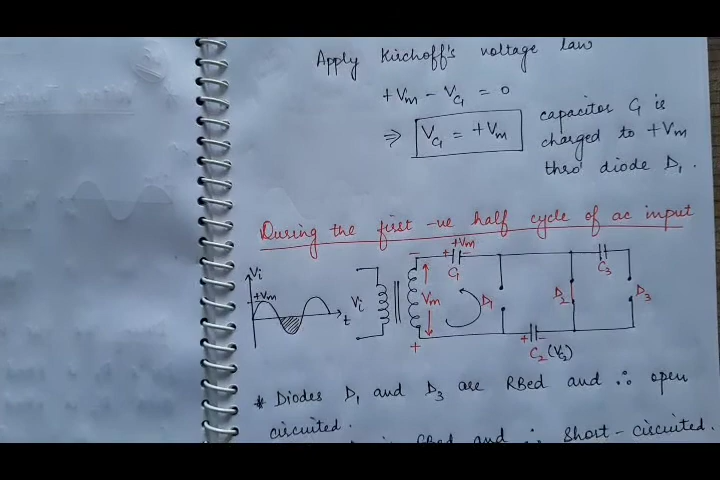 Apply Kirchoff's voltage law
+Vm - VC1 = 0
⇒ VC1 = +Vm
capacitor C1 is
charged to +Vm
thro' diode D1.
During the first -ve half cycle of ac input
Vi
+Vm
t
Vi
- 
Vm
+
+Vm
+ -
C1
D1
D2
C3
D3
+ -
C2 (V2)
* Diodes D1 and D3 are RBed and ∴ open
circuited.
FBed and ∴ Short-circuited.